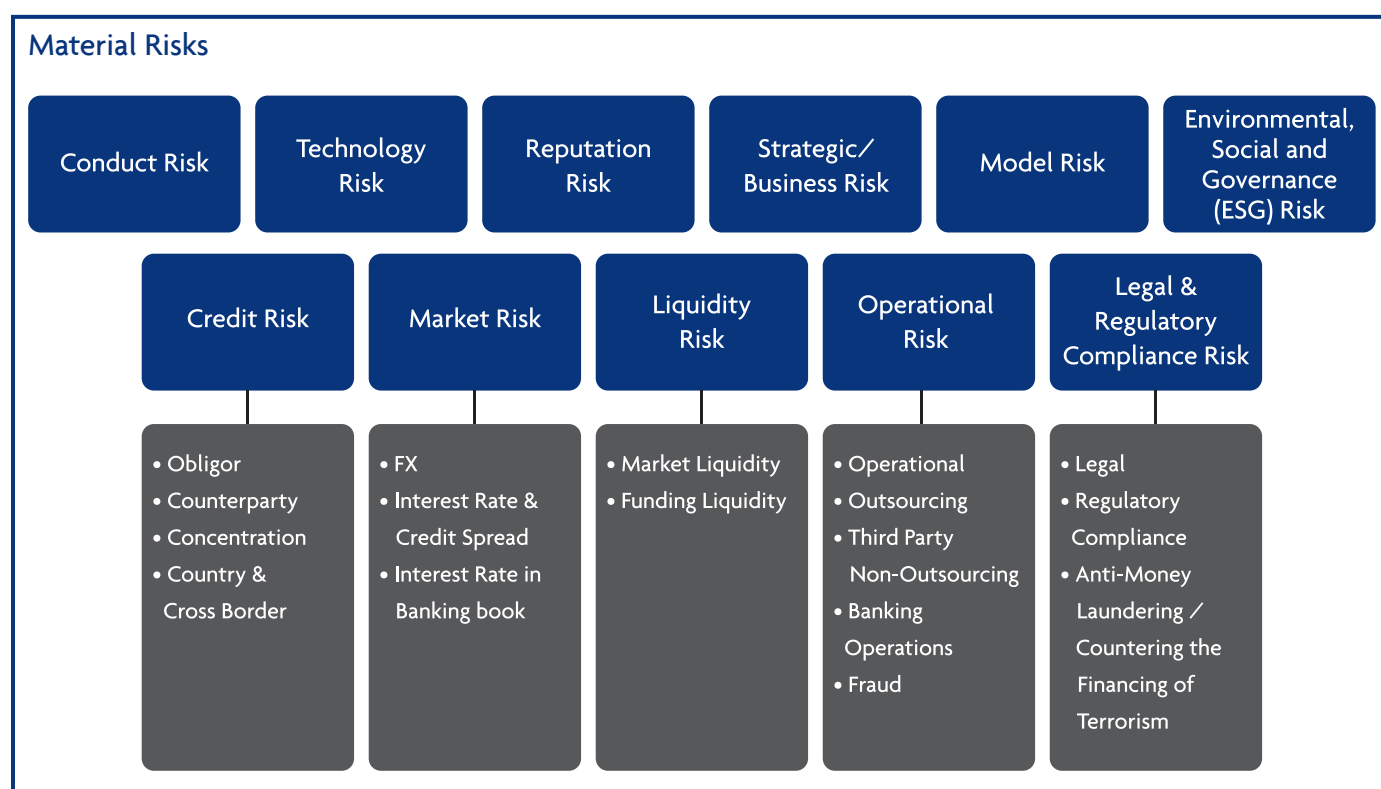 Material Risks
Conduct Risk
Technology
Risk
Reputation
Risk
Strategic/
Business Risk
Model Risk
Environmental,
Social and
Governance
(ESG) Risk
Credit Risk
Market Risk
Liquidity
Risk
Operational
Risk
Legal &
Regulatory
Compliance Risk
• Obligor
• Counterparty
• Concentration
• Country &
Cross Border
• FX
• Interest Rate &
Credit Spread
• Interest Rate in
Banking book
• Market Liquidity
• Funding Liquidity
• Operational
• Outsourcing
• Third Party
Non-Outsourcing
• Banking
Operations
• Fraud
• Legal
• Regulatory
Compliance
• Anti-Money
Laundering /
Countering the
Financing of
Terrorism